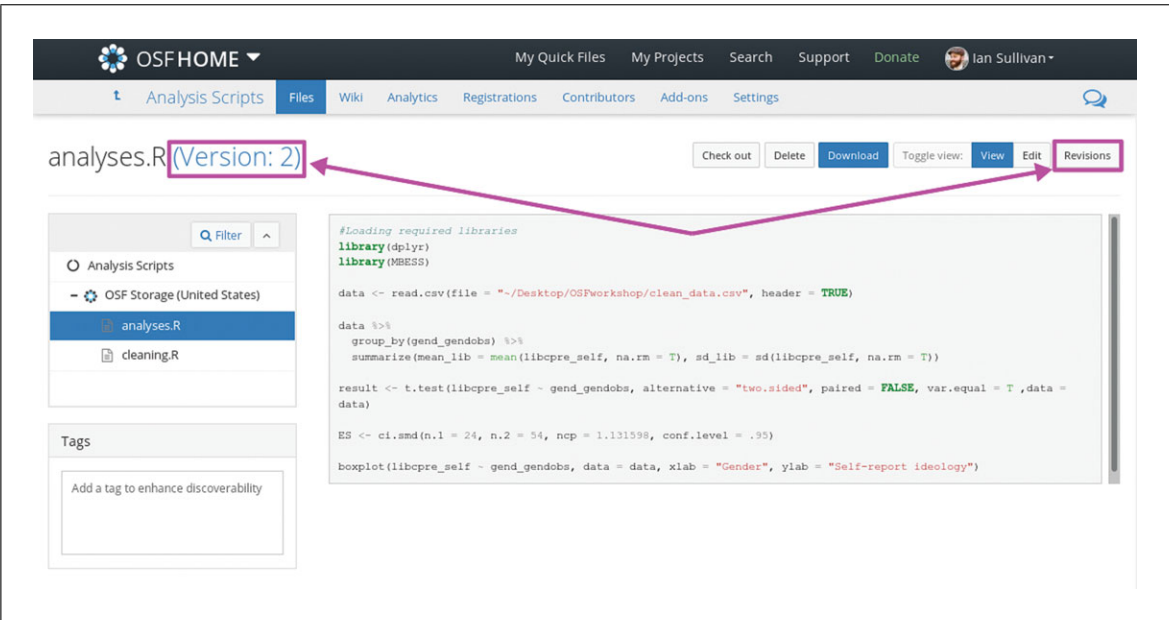 OSFHOME My Quick Files My Projects Search Support Donate Ian Sullivan
Analysis Scripts Files Wiki Analytics Registrations Contributors Add-ons Settings
analyses.R (Version: 2) Check out Delete Download Toggle view: View Edit Revisions
Filter
Analysis Scripts
OSF Storage (United States)
analyses.R
cleaning.R
Tags
Add a tag to enhance discoverability
#Loading required libraries
library(dplyr)
library(MBESS)
data <- read.csv(file = "~/Desktop/OSFworkshop/clean_data.csv", header = TRUE)
data %>%
group_by(gend_gendobs) %>%
summarize(mean_lib = mean(libcpre_self, na.rm = T), sd_lib = sd(libcpre_self, na.rm = T))
result <- t.test(libcpre_self ~ gend_gendobs, alternative = "two.sided", paired = FALSE, var.equal = T ,data =
data)
ES <- ci.smd(n.1 = 24, n.2 = 54, ncp = 1.131598, conf.level = .95)
boxplot(libcpre_self ~ gend_gendobs, data = data, xlab = "Gender", ylab = "Self-report ideology")